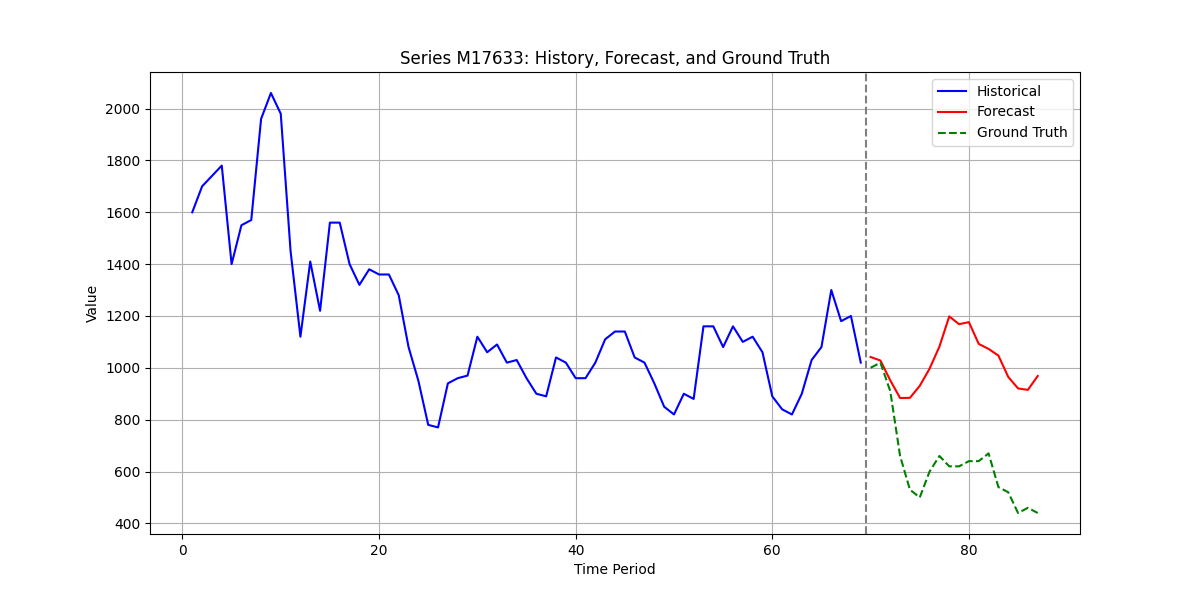 Series M17633: History, Forecast, and Ground Truth
Historical
Forecast
Ground Truth
Value
2000
1800
1600
1400
1200
1000
800
600
400
0 20 40 60 80
Time Period